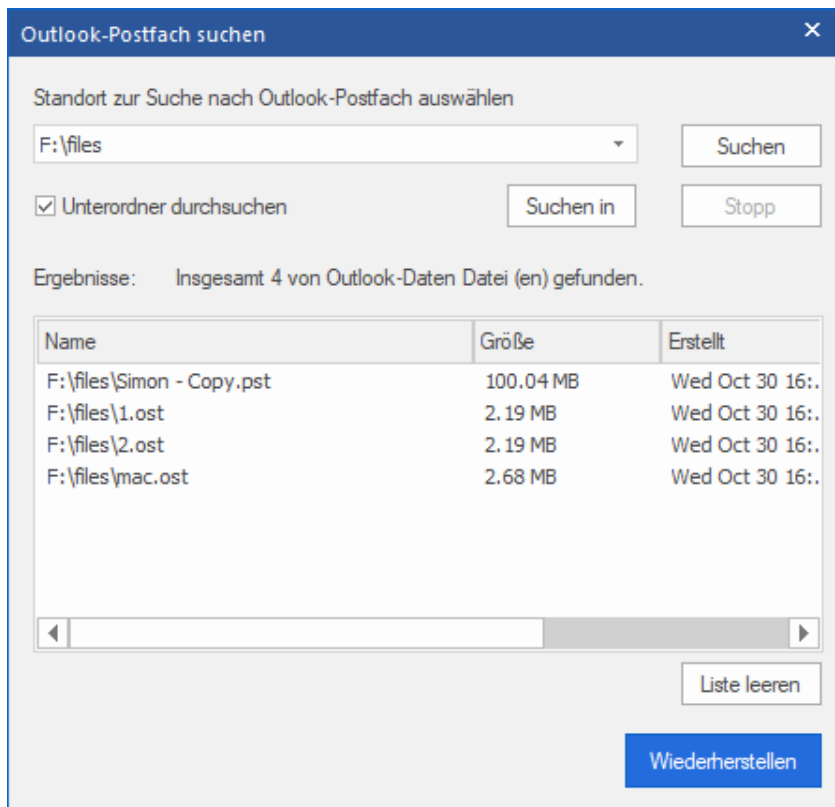 Outlook-Postfach suchen
Standort zur Suche nach Outlook-Postfach auswählen
F:\files Suchen
Unterordner durchsuchen Suchen in Stopp
Ergebnisse: Insgesamt 4 von Outlook-Daten Datei (en) gefunden.
Name Größe Erstellt
F:\files\Simon - Copy.pst 100.04 MB Wed Oct 30 16:.
F:\files\1.ost 2.19 MB Wed Oct 30 16:.
F:\files\2.ost 2.19 MB Wed Oct 30 16:.
F:\files\mac.ost 2.68 MB Wed Oct 30 16:.
Liste leeren
Wiederherstellen